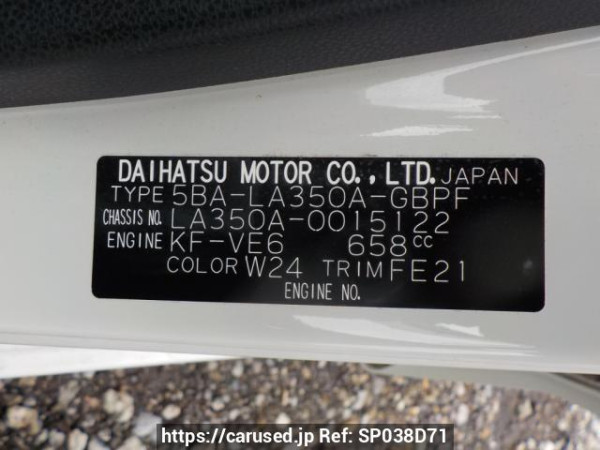 DAIHATSU MOTOR CO., LTD. JAPAN
TYPE 5BA-LA350A-GBPF
CHASSIS NO. LA350A-0015122
ENGINE KF-VE6 658cc
COLOR W24 TRIM FE21
ENGINE NO.
https://carused.jp Ref: SP038D71